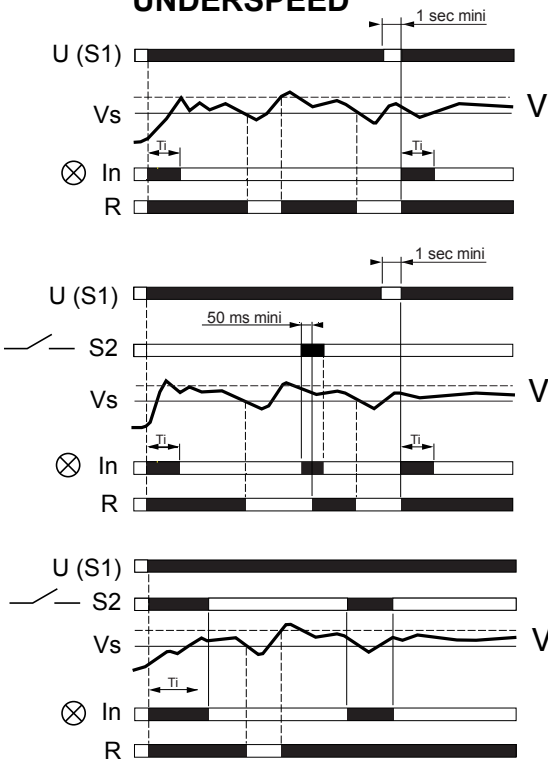 UNDERSPEED
1 sec mini
U (S1)
Vs
V
Ti
Ti
In
R
1 sec mini
U (S1)
50 ms mini
S2
Vs
V
Ti
Ti
In
R
U (S1)
S2
Vs
V
Ti
In
R